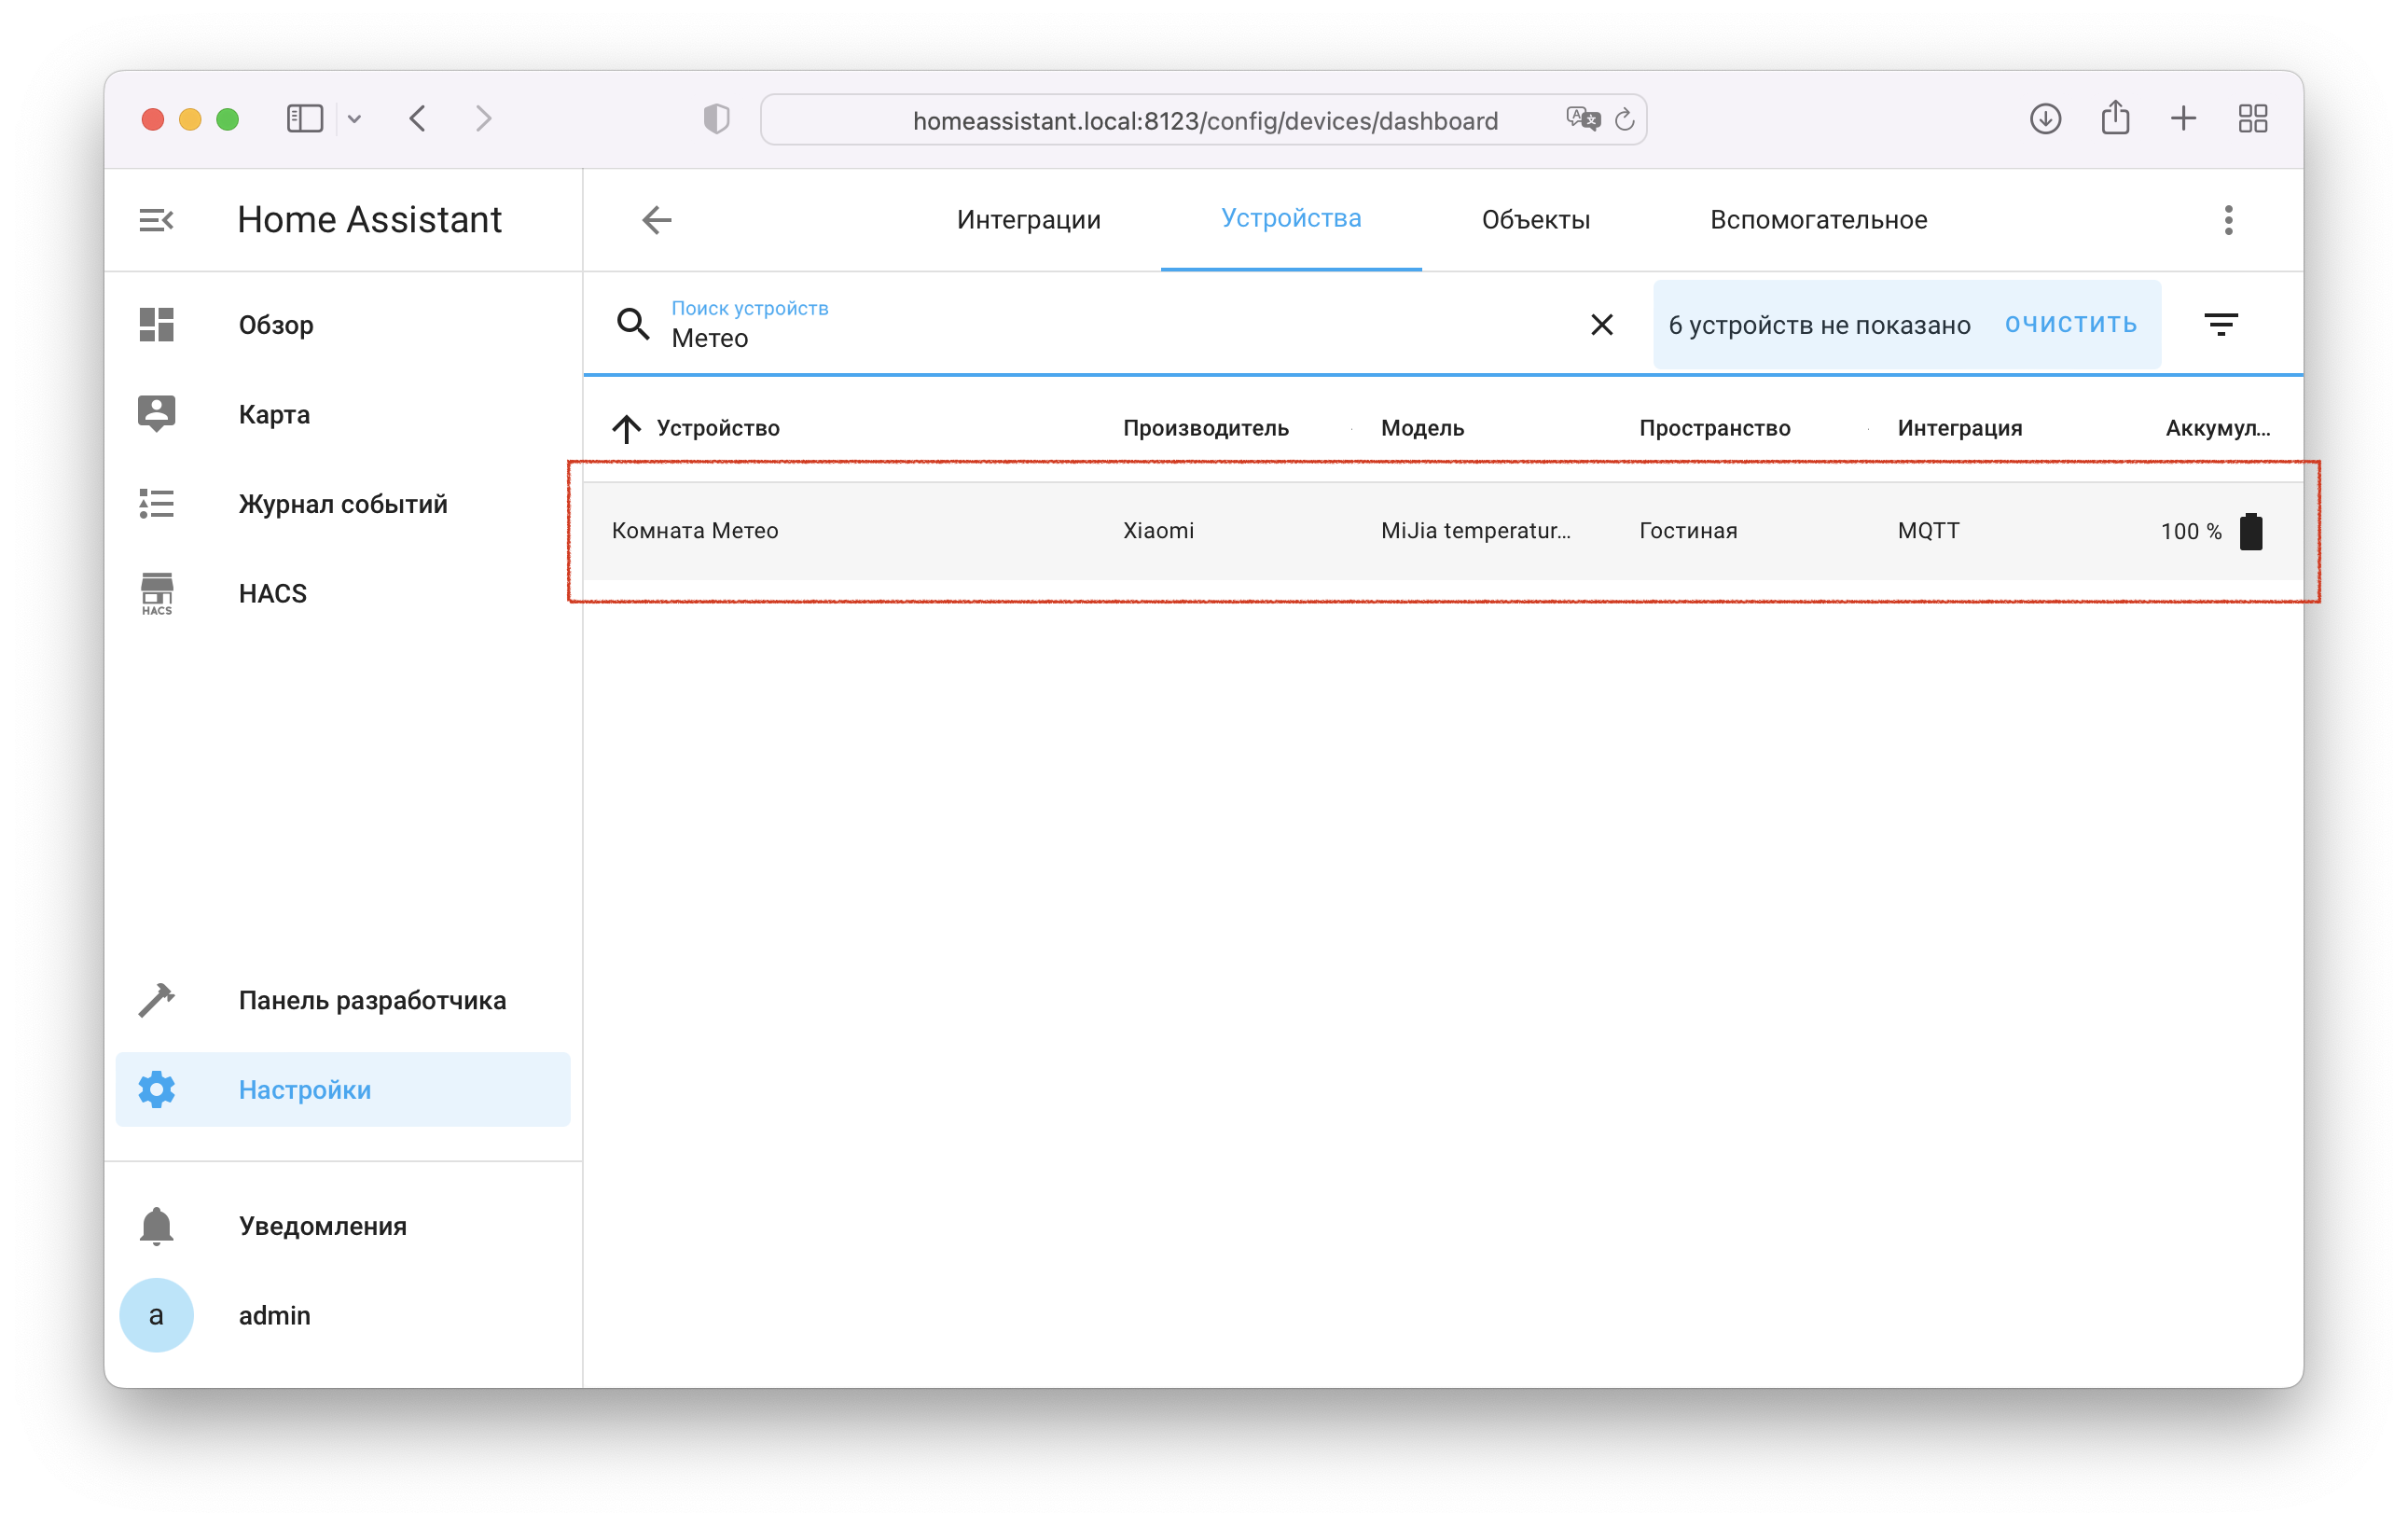 homeassistant.local:8123/config/devices/dashboard
Home Assistant
Интеграции
Устройства
Объекты
Вспомогательное
Обзор
Карта
Журнал событий
HACS
HACS
Панель разработчика
Настройки
Уведомления
a
admin
Поиск устройств
Метео
6 устройств не показано
ОЧИСТИТЬ
Устройство
Производитель
Модель
Пространство
Интеграция
Аккумул...
Комната Метео
Xiaomi
MiJia temperatur...
Гостиная
MQTT
100 %